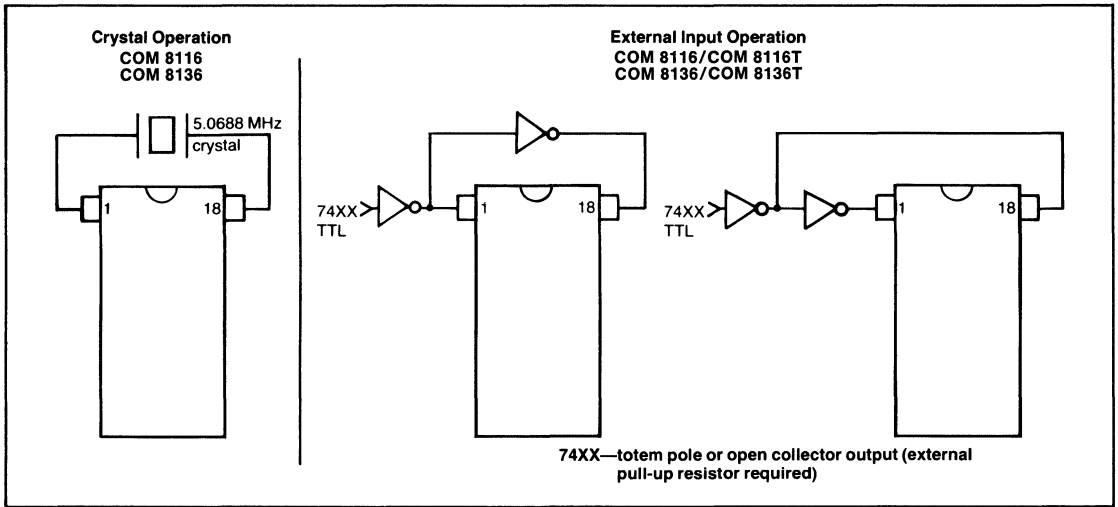 Crystal Operation
COM 8116
COM 8136
5.0688 MHz
crystal
1
18
External Input Operation
COM 8116/COM 8116T
COM 8136/COM 8136T
74XX
TTL
1
18
74XX
TTL
1
18
74XX—totem pole or open collector output (external
pull-up resistor required)